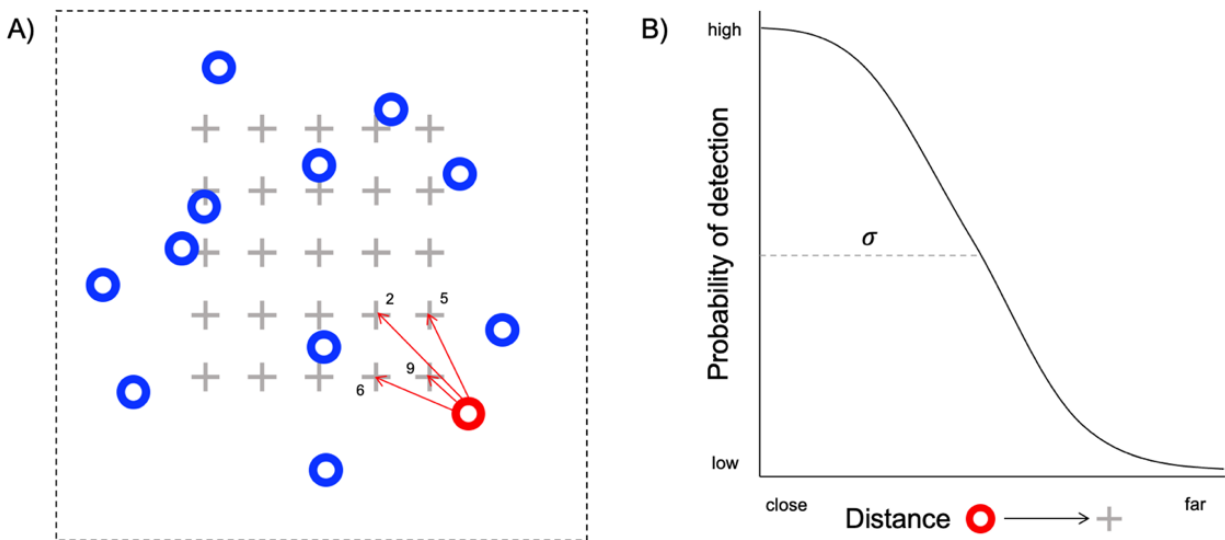 A)
2
5
6
9
B)
high
Probability of detection
σ
low
close
far
Distance